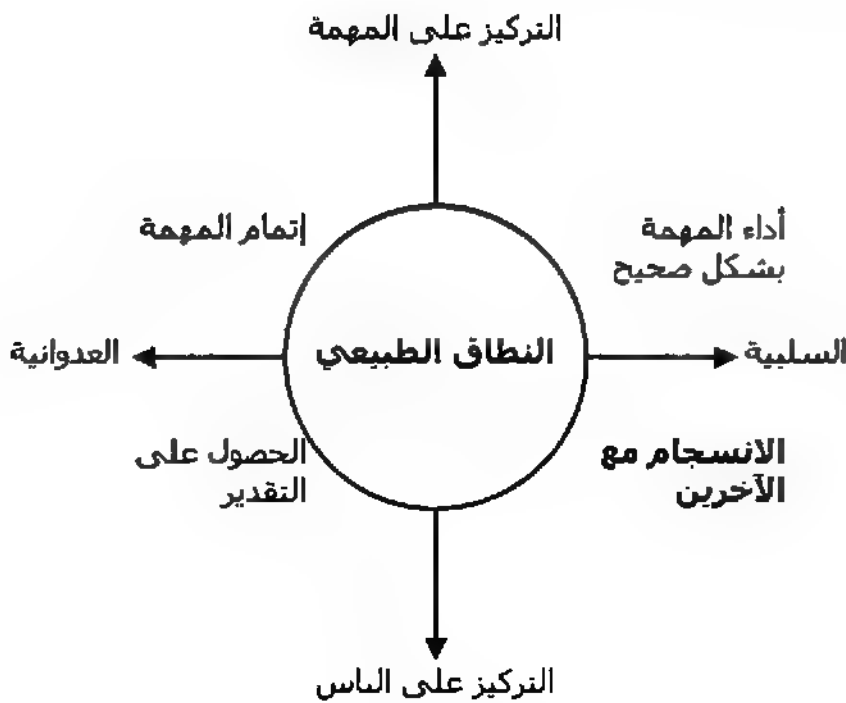 التركيز على المهمة
أداء المهمة
بشكل صحيح
إتمام المهمة
السلبية
النطاق الطبيعي
العدوانية
الانسجام مع
الآخرين
الحصول على
التقدير
التركيز على الناس